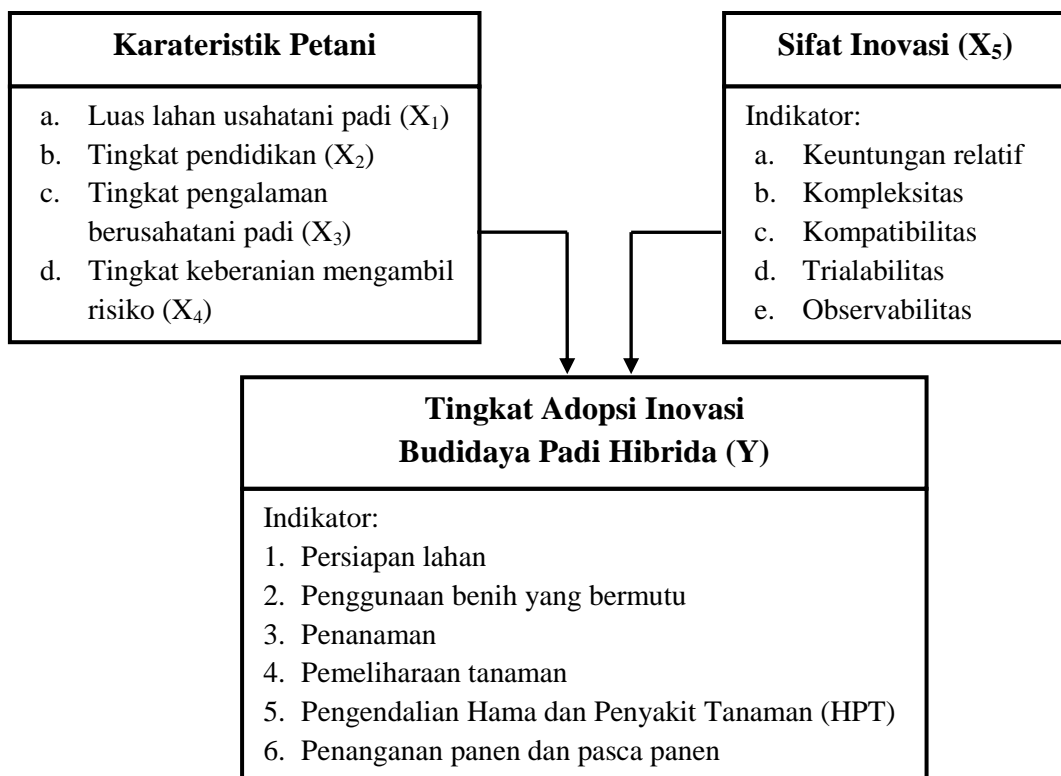 Karateristik Petani
a. Luas lahan usahatani padi (X₁)
b. Tingkat pendidikan (X₂)
c. Tingkat pengalaman
berusahatani padi (X₃)
d. Tingkat keberanian mengambil
risiko (X₄)
Sifat Inovasi (X₅)
Indikator:
a. Keuntungan relatif
b. Kompleksitas
c. Kompatibilitas
d. Trialabilitas
e. Observabilitas
Tingkat Adopsi Inovasi
Budidaya Padi Hibrida (Y)
Indikator:
1. Persiapan lahan
2. Penggunaan benih yang bermutu
3. Penanaman
4. Pemeliharaan tanaman
5. Pengendalian Hama dan Penyakit Tanaman (HPT)
6. Penanganan panen dan pasca panen